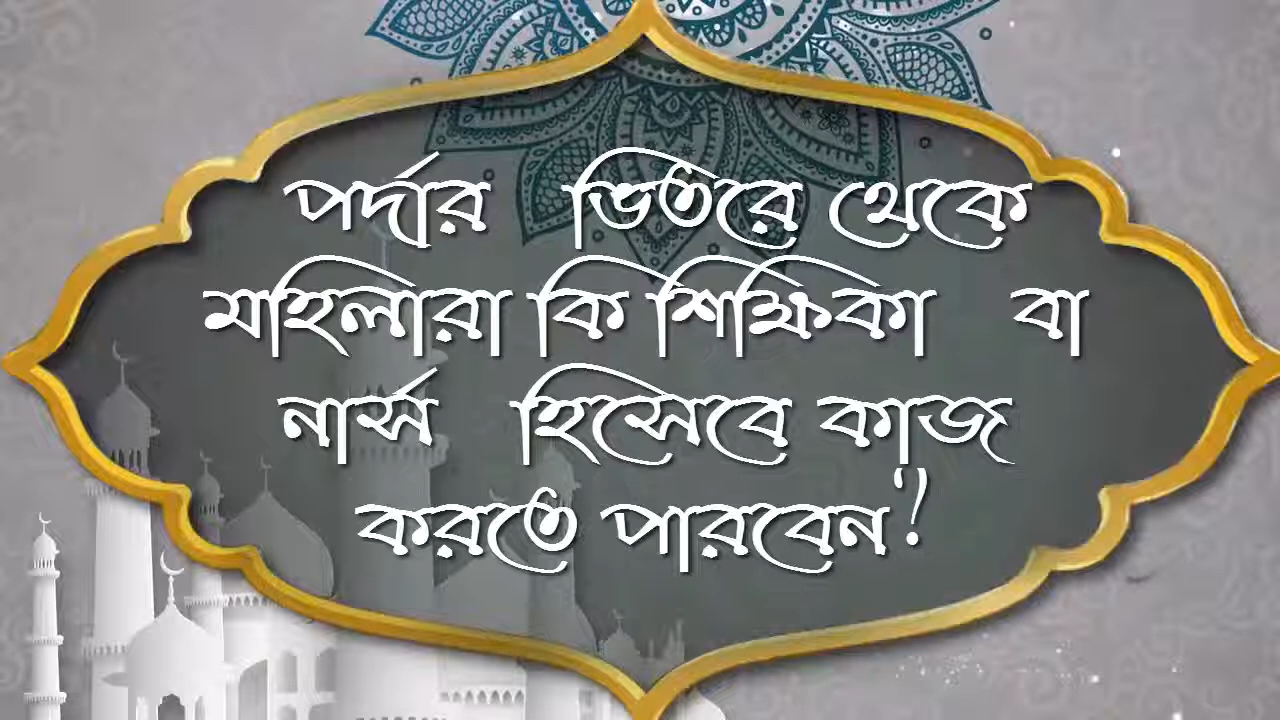 পর্দার ভিতরে থেকে
মহিলারা কি শিক্ষিকা বা
নার্স হিসেবে কাজ
করতে পারবেন?